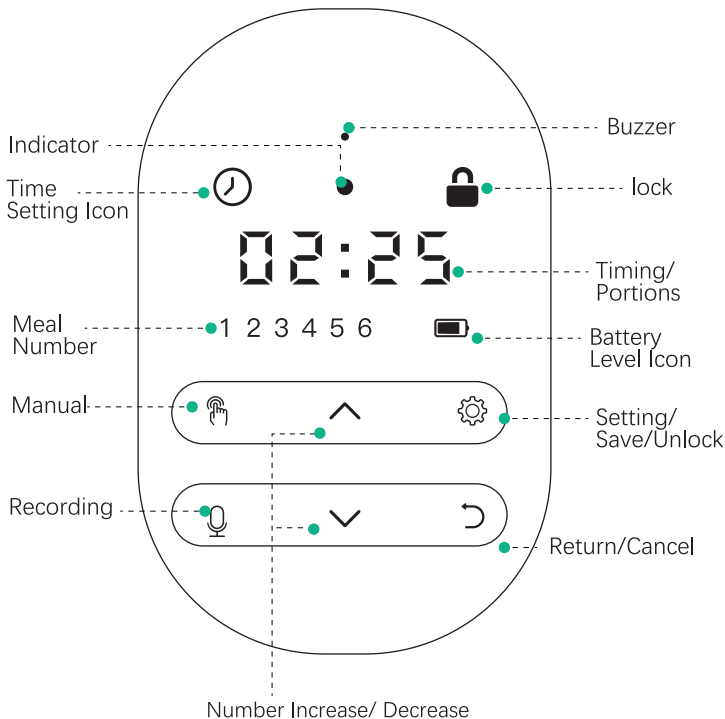 Buzzer
Indicator
Time
Setting Icon
lock
02:25
Timing/
Portions
Meal
Number
1 2 3 4 5 6
Battery
Level Icon
Manual
Setting/
Save/Unlock
Recording
Return/Cancel
Number Increase/ Decrease